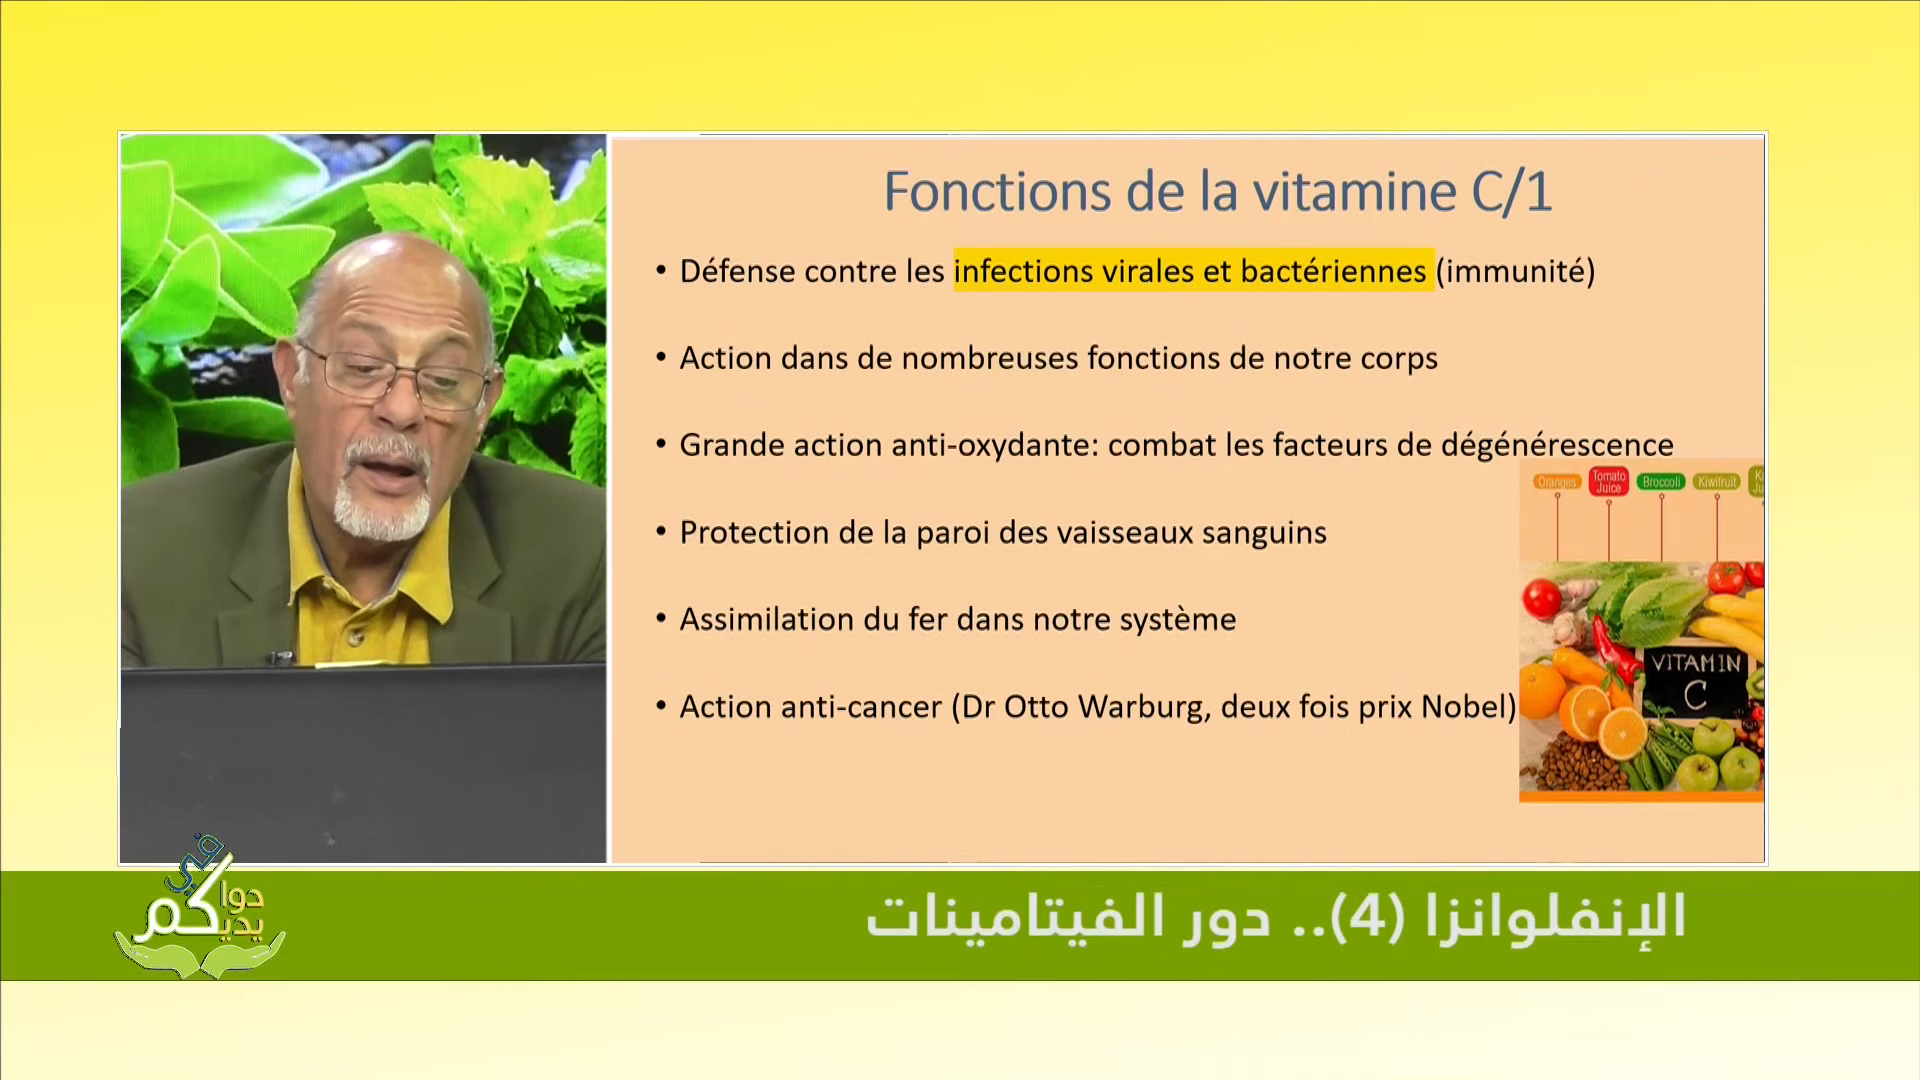 Fonctions de la vitamine C/1
• Défense contre les infections virales et bactériennes (immunité)
• Action dans de nombreuses fonctions de notre corps
• Grande action anti-oxydante: combat les facteurs de dégénérescence
• Protection de la paroi des vaisseaux sanguins
• Assimilation du fer dans notre système
• Action anti-cancer (Dr Otto Warburg, deux fois prix Nobel)
Oranges
Tomato
Juice
Broccoli
Kiwifruit
VITAMIN
C
دواكم
في
يديكم
الإنفلوانزا (4).. دور الفيتامينات